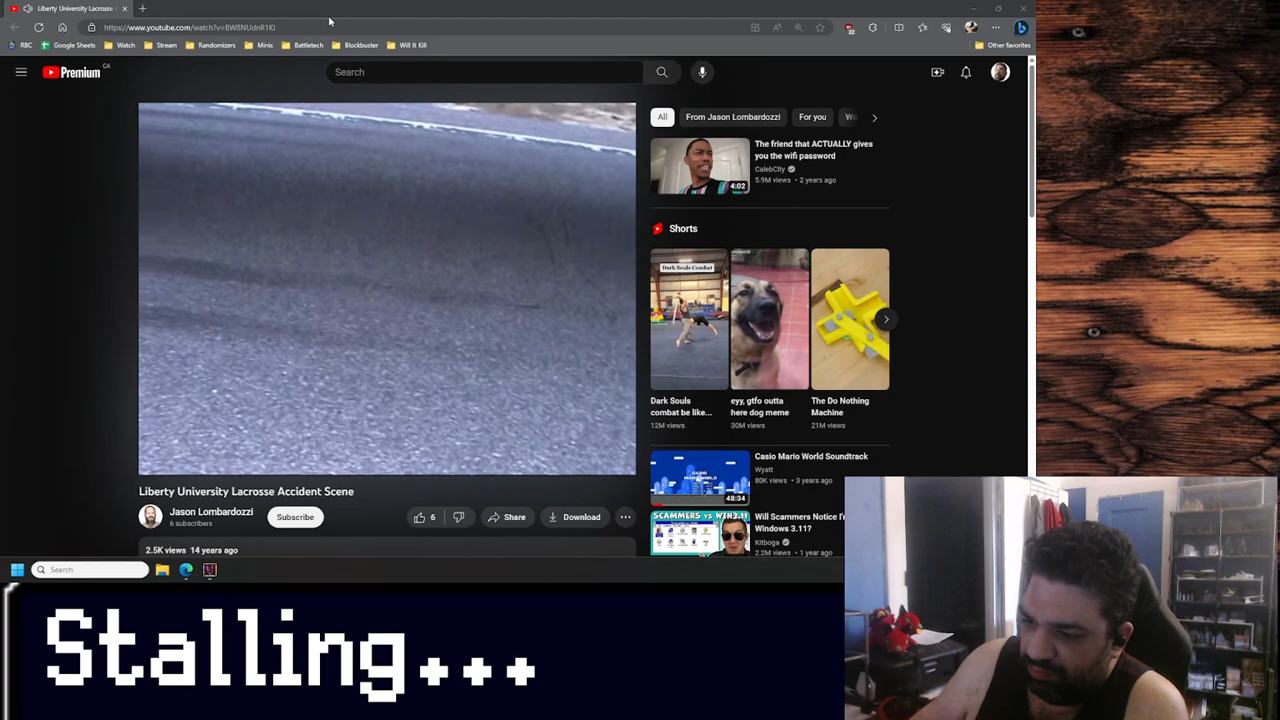 Liberty University Lacrosse
https://www.youtube.com/watch?v=BWBNUdnR1KI
RBC
Google Sheets
Watch
Stream
Randomizers
Minis
Battletech
Blockbuster
Will It Kill
Other favorites
22
Premium
CA
Search
All
From Jason Lombardozzi
For you
The friend that ACTUALLY gives
you the wifi password
CalebCity
5.9M views • 2 years ago
4:02
Shorts
Dark Souls Combat
Dark Souls
combat be like...
12M views
eyy, gtfo outta
here dog meme
30M views
The Do Nothing
Machine
21M views
Casio Mario World Soundtrack
Wyatt
80K views • 3 years ago
48:34
SCAMMERS VS WIN3.11
Will Scammers Notice I'm
Windows 3.11?
Kitboga
2.2M views • 1 year ago
Liberty University Lacrosse Accident Scene
Jason Lombardozzi
6 subscribers
Subscribe
6
Share
Download
2.5K views 14 years ago
Search
Stalling...